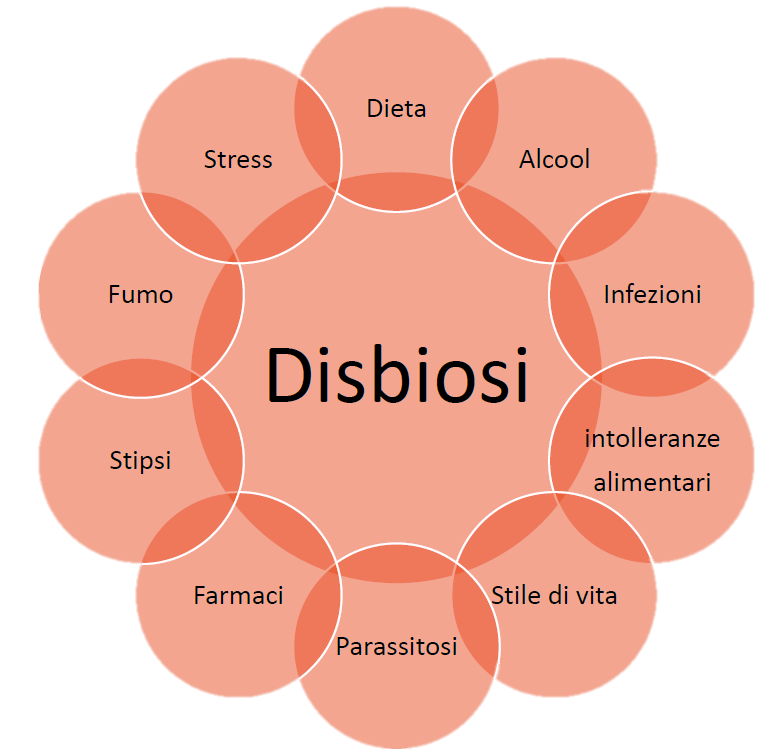 Dieta
Alcool
Infezioni
intolleranze
alimentari
Stile di vita
Parassitosi
Farmaci
Stipsi
Fumo
Stress
Disbiosi